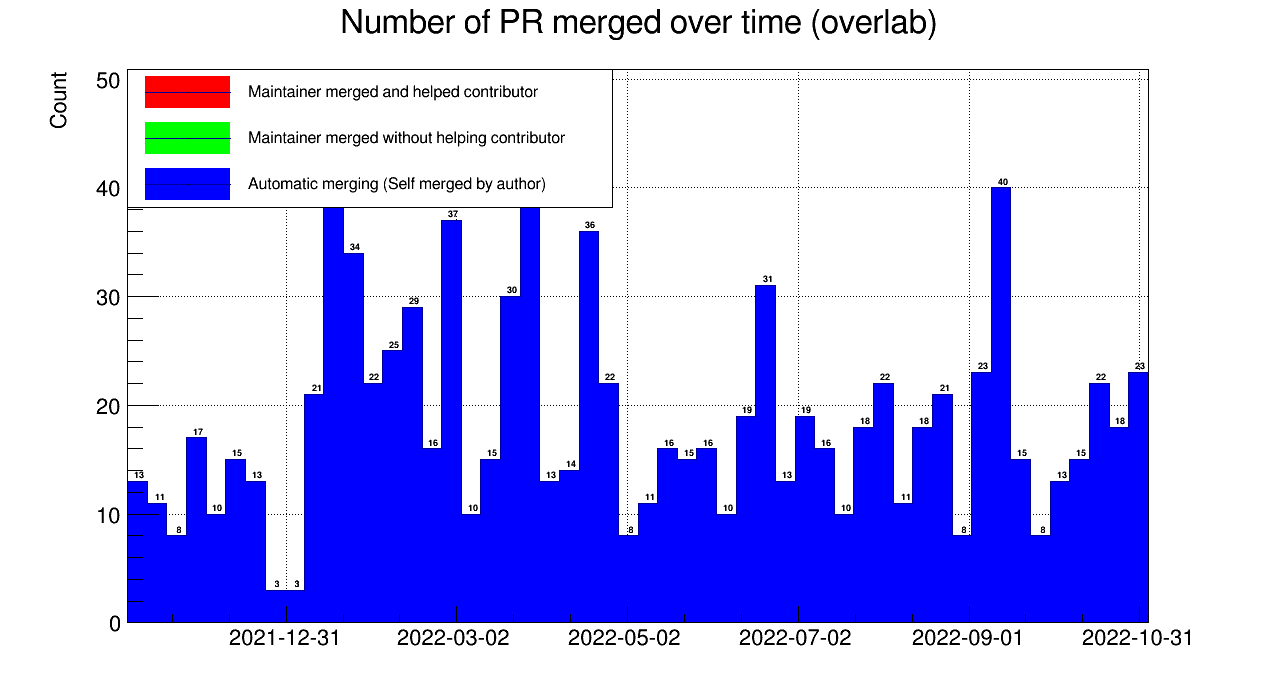 Number of PR merged over time (overlab)
Count
50
40
30
20
10
0
Maintainer merged and helped contributor
Maintainer merged without helping contributor
Automatic merging (Self merged by author)
13 11 8 17 10 15 13 3 3 21 34 22 25 29 16 37 10 15 30 13 14 36 22 8 11 16 15 16 10 19 31 13 19 16 10 18 22 11 18 21 8 23 40 15 8 13 15 22 18 23
2021-12-31 2022-03-02 2022-05-02 2022-07-02 2022-09-01 2022-10-31